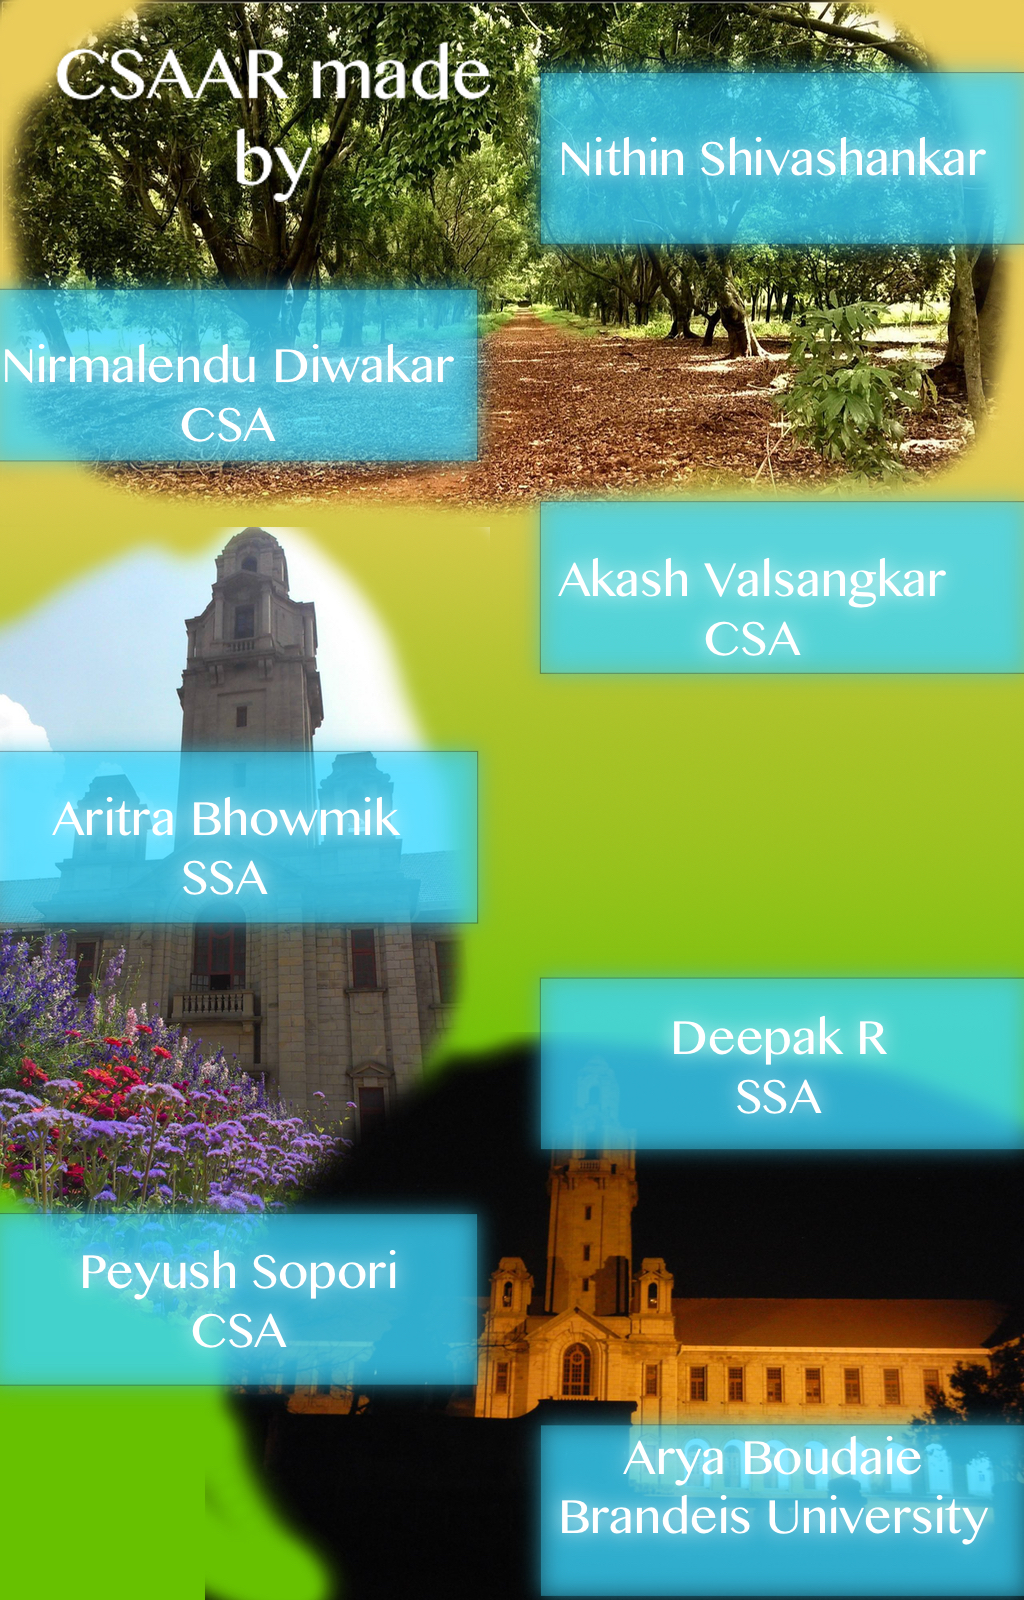 CSAAR made
by
Nithin Shivashankar
Nirmalendu Diwakar
CSA
Akash Valsangkar
CSA
Aritra Bhowmik
SSA
Deepak R
SSA
Peyush Sopori
CSA
Arya Boudaie
Brandeis University